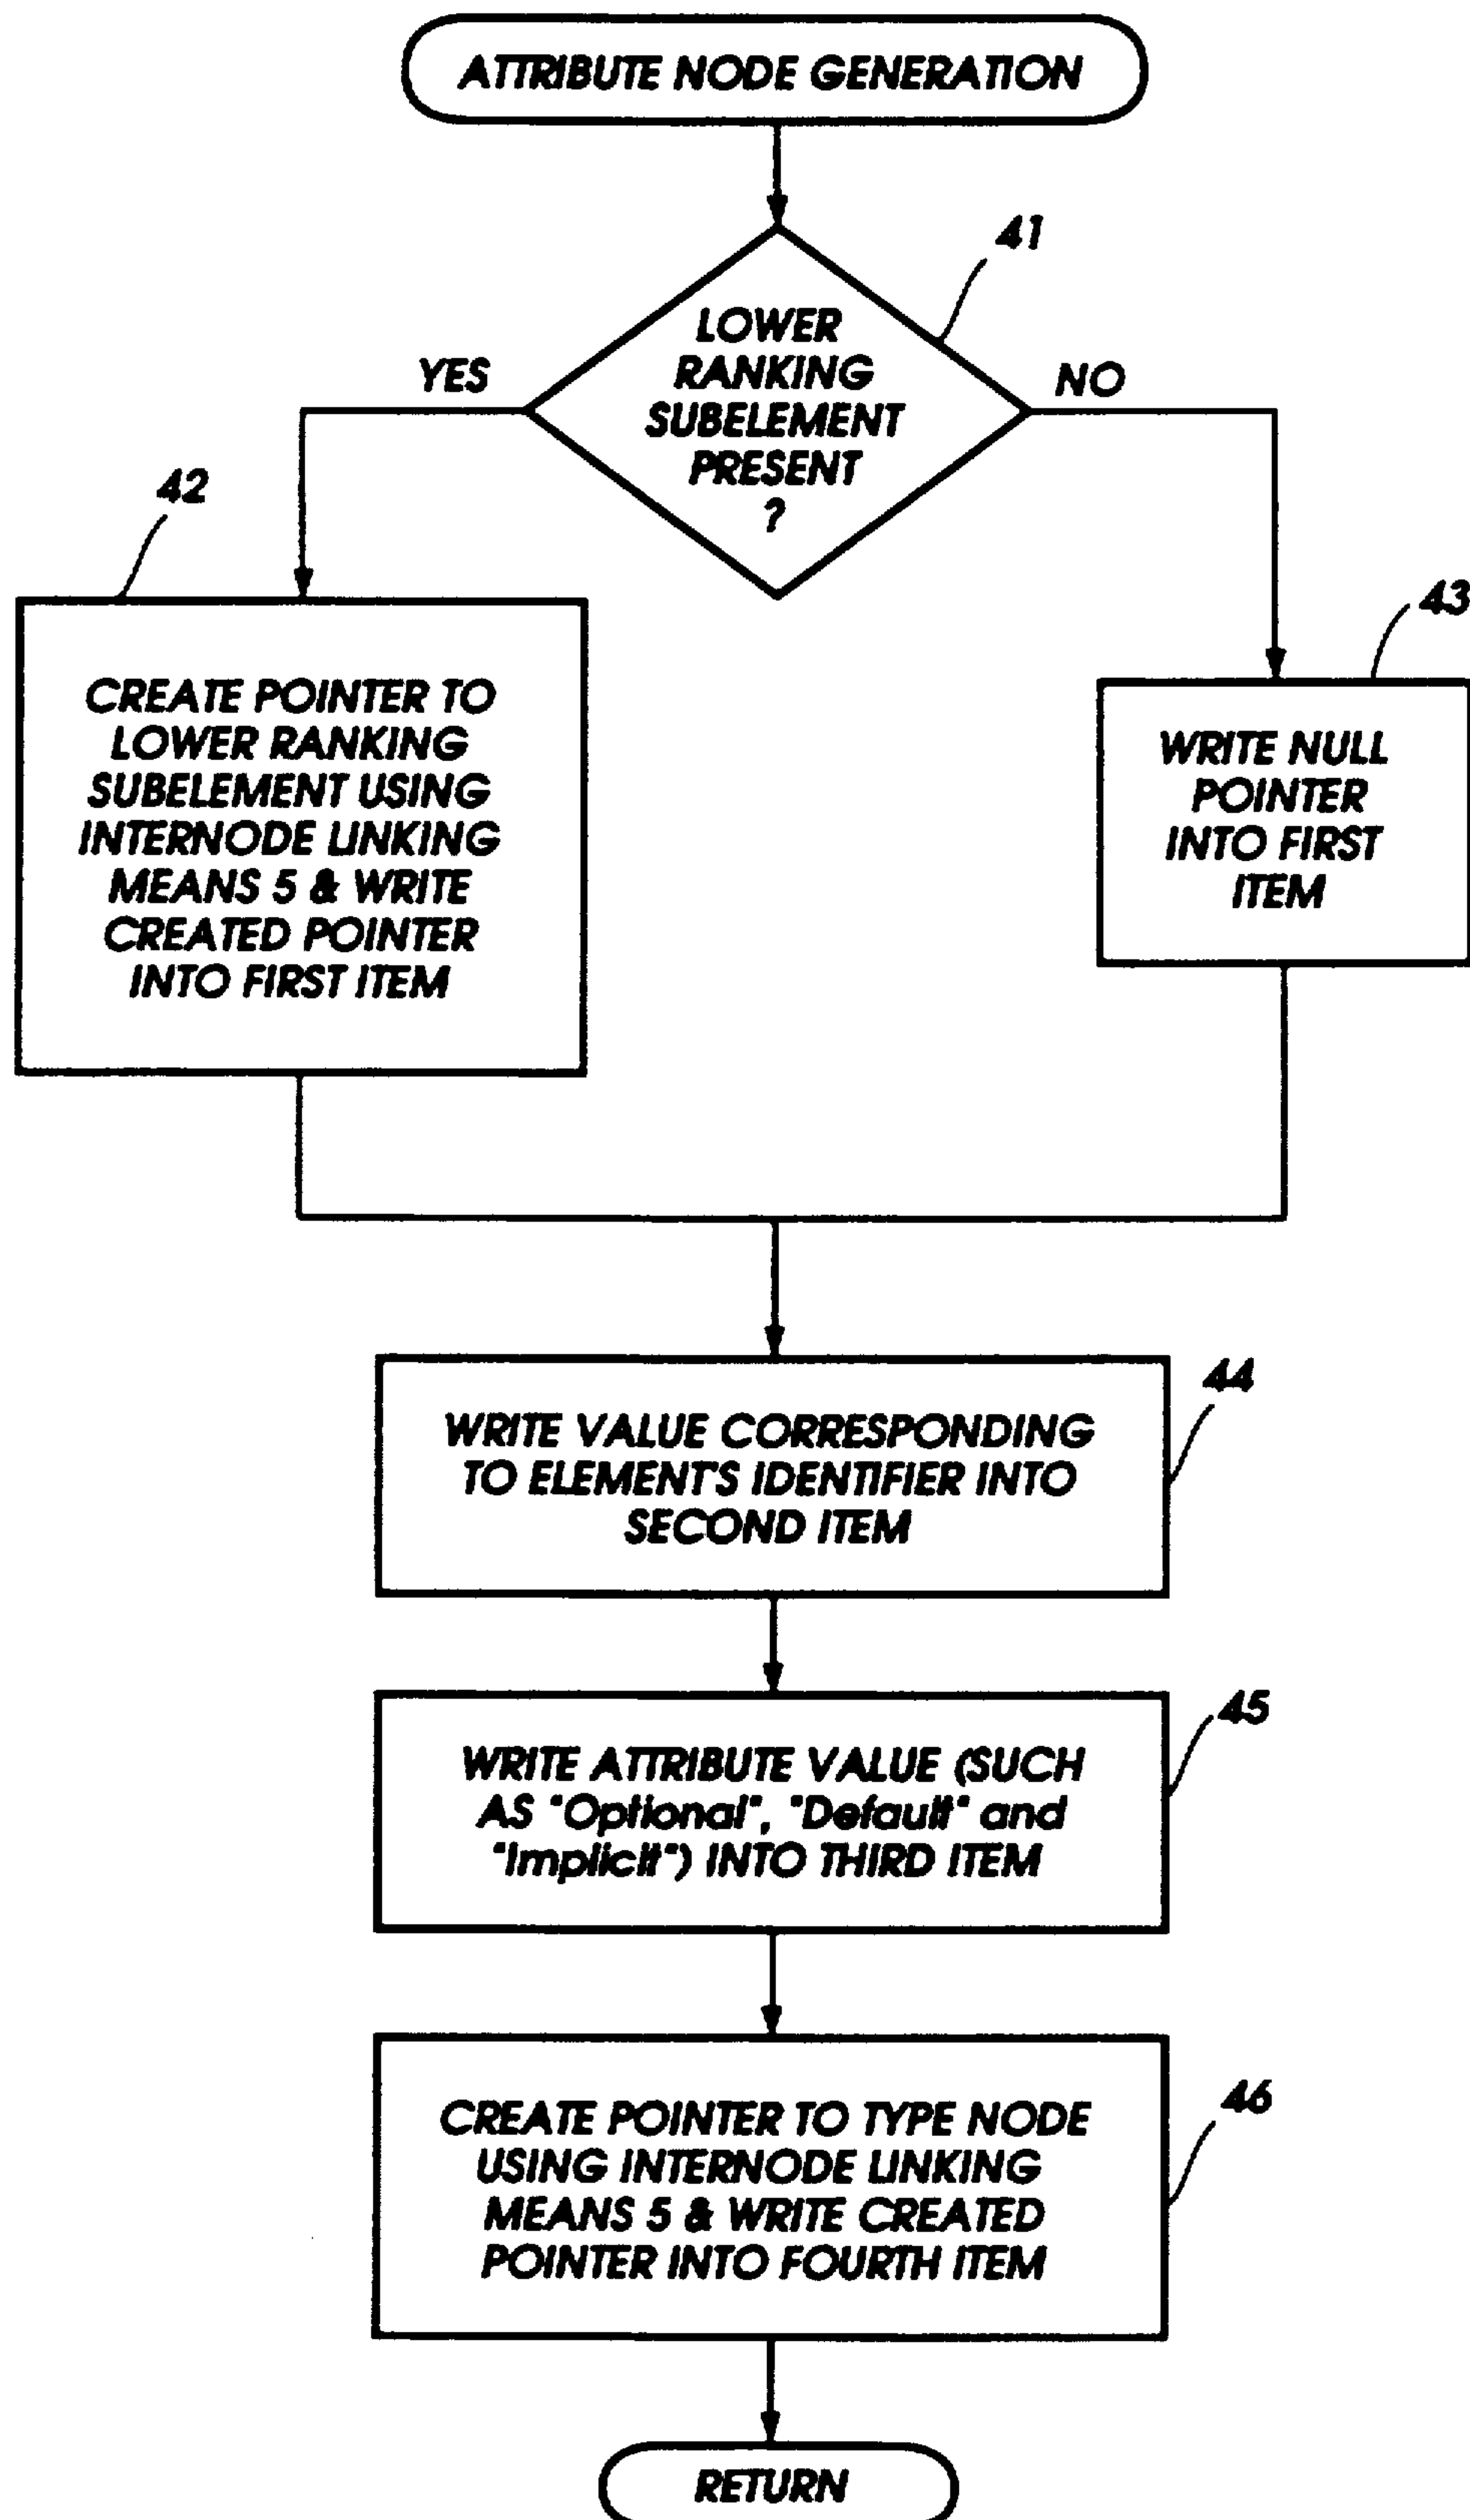 ATTRIBUTE NODE GENERATION
41
LOWER
RANKING
SUBELEMENT
PRESENT
?
YES
NO
42
CREATE POINTER TO
LOWER RANKING
SUBELEMENT USING
INTERNODE LINKING
MEANS 5 & WRITE
CREATED POINTER
INTO FIRST ITEM
43
WRITE NULL
POINTER
INTO FIRST
ITEM
44
WRITE VALUE CORRESPONDING
TO ELEMENT'S IDENTIFIER INTO
SECOND ITEM
45
WRITE ATTRIBUTE VALUE (SUCH
AS "Optional", "Default" and
"Implicit") INTO THIRD ITEM
46
CREATE POINTER TO TYPE NODE
USING INTERNODE LINKING
MEANS 5 & WRITE CREATED
POINTER INTO FOURTH ITEM
RETURN